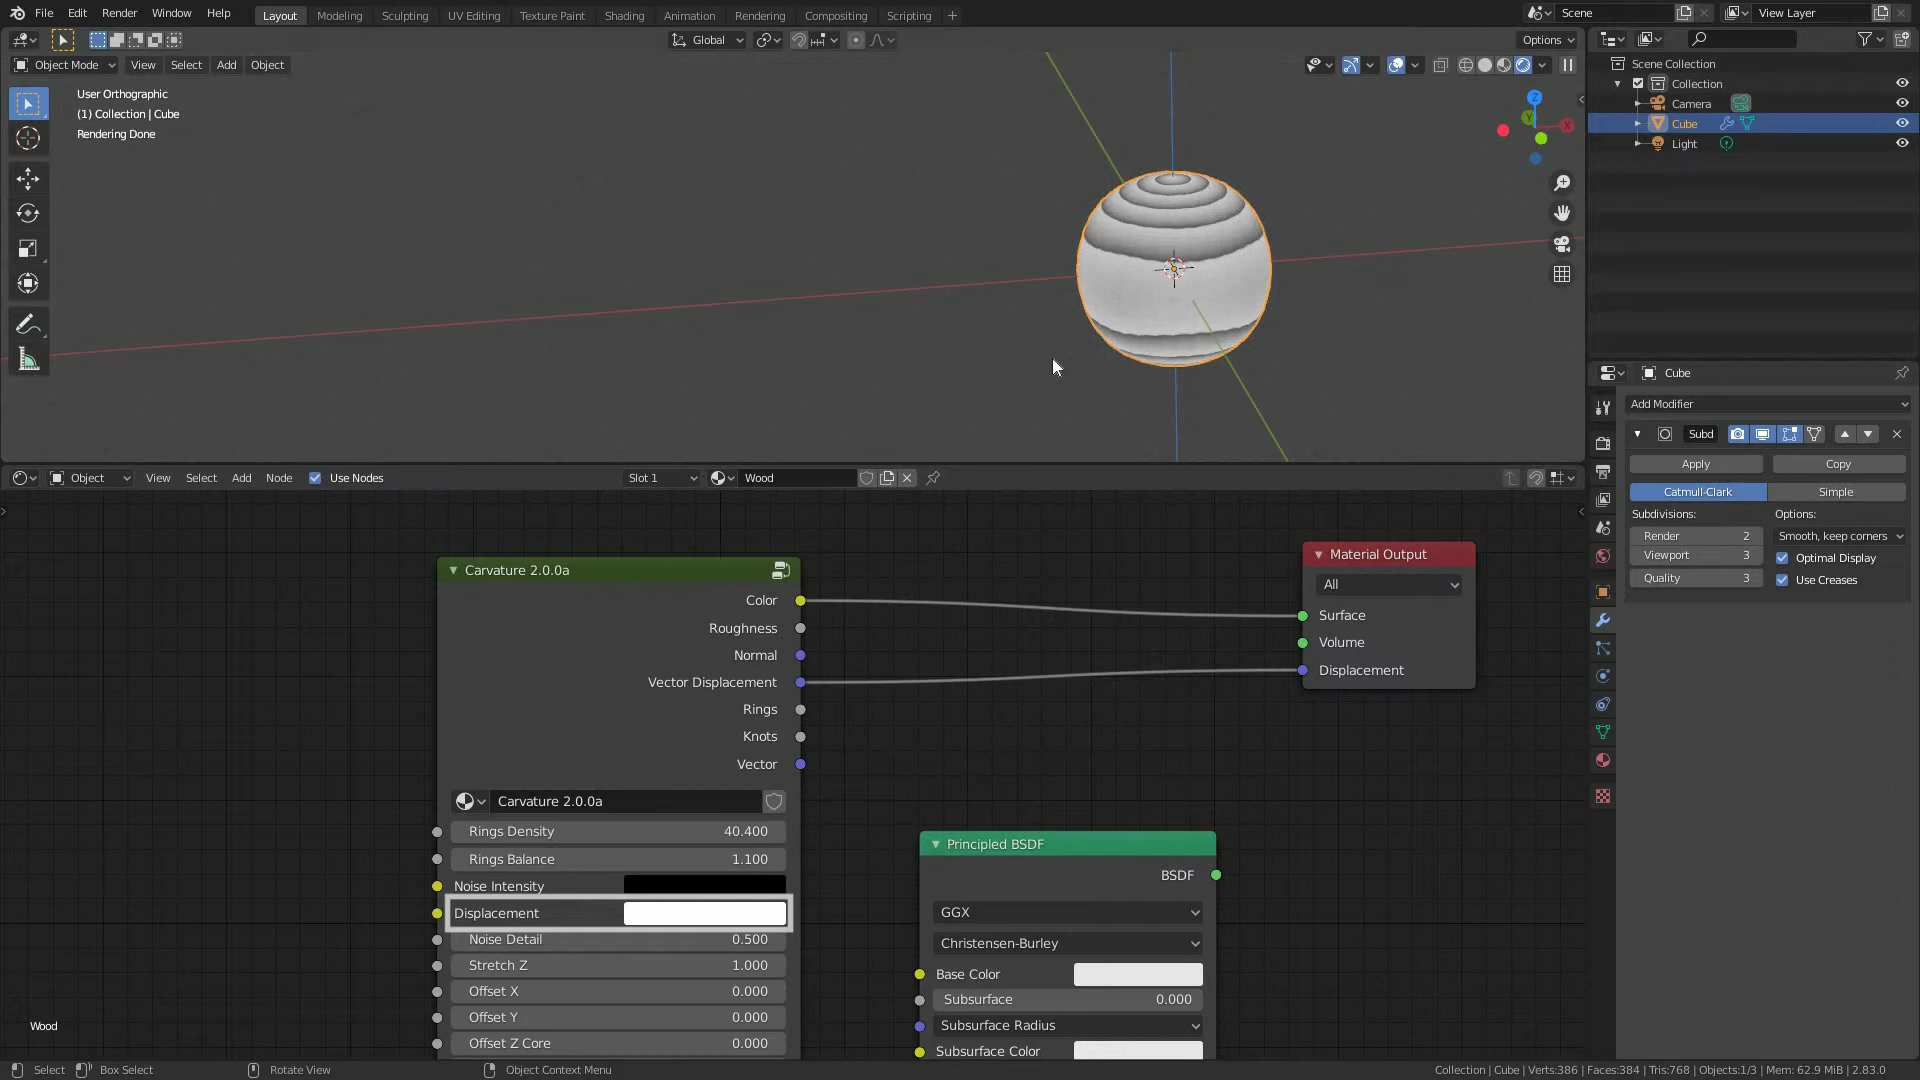 File Edit Render Window Help Layout Modeling Sculpting UV Editing Texture Paint Shading Animation Rendering Compositing Scripting + Scene View Layer
Global Options
Object Mode View Select Add Object
User Orthographic
(1) Collection | Cube
Rendering Done
Z
Y
X
Scene Collection
Collection
Camera
Cube
Light
Cube
Add Modifier
Subd
Apply Copy
Catmull-Clark Simple
Subdivisions: Options:
Render 2 Smooth, keep corners
Viewport 3 Optimal Display
Quality 3 Use Creases
Object View Select Add Node Use Nodes Slot 1 Wood
Carvature 2.0.0a
Color
Roughness
Normal
Vector Displacement
Rings
Knots
Vector
Carvature 2.0.0a
Rings Density 40.400
Rings Balance 1.100
Noise Intensity
Displacement
Noise Detail 0.500
Stretch Z 1.000
Offset X 0.000
Offset Y 0.000
Offset Z Core 0.000
Material Output
All
Surface
Volume
Displacement
Principled BSDF
BSDF
GGX
Christensen-Burley
Base Color
Subsurface 0.000
Subsurface Radius
Subsurface Color
Wood
Select Box Select Rotate View Object Context Menu Collection | Cube | Verts:386 | Faces:384 | Tris:768 | Objects:1/3 | Mem: 62.9 MiB | 2.83.0